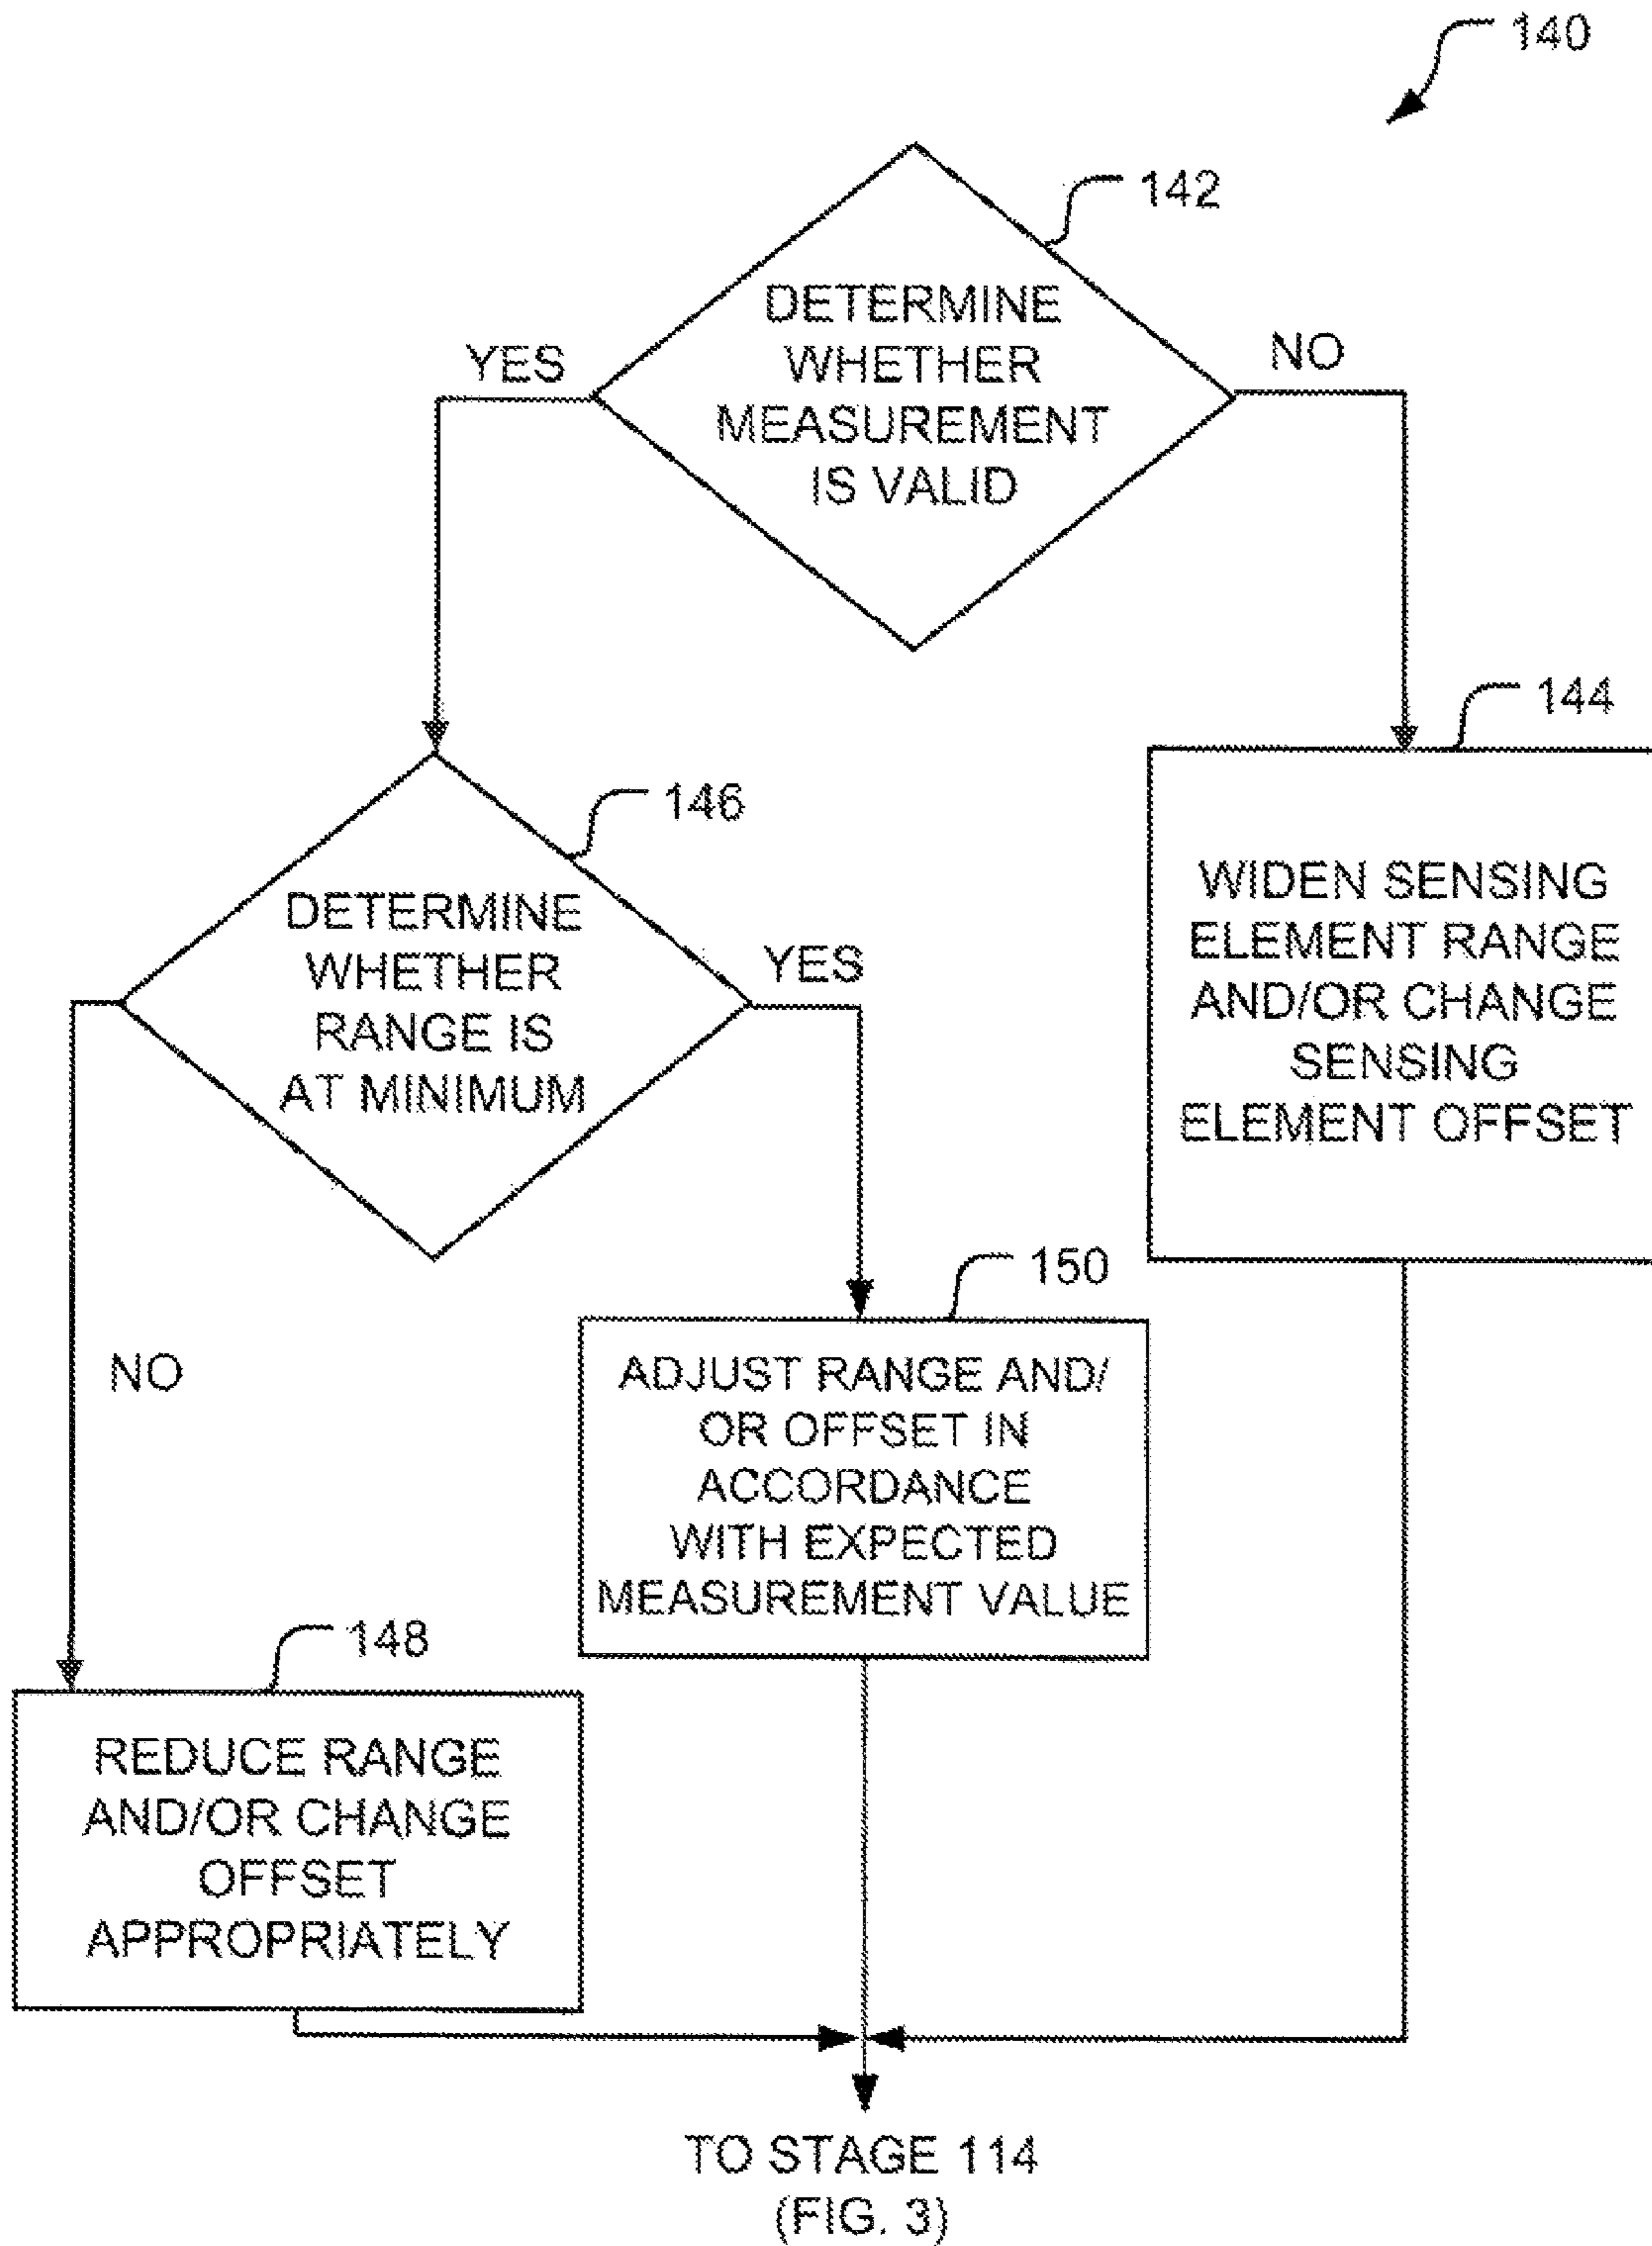 140
142
DETERMINE
WHETHER
MEASUREMENT
IS VALID
YES
NO
144
WIDEN SENSING
ELEMENT RANGE
AND/OR CHANGE
SENSING
ELEMENT OFFSET
146
DETERMINE
WHETHER
RANGE IS
AT MINIMUM
YES
NO
150
ADJUST RANGE AND/
OR OFFSET IN
ACCORDANCE
WITH EXPECTED
MEASUREMENT VALUE
148
REDUCE RANGE
AND/OR CHANGE
OFFSET
APPROPRIATELY
TO STAGE 114
(FIG. 3)